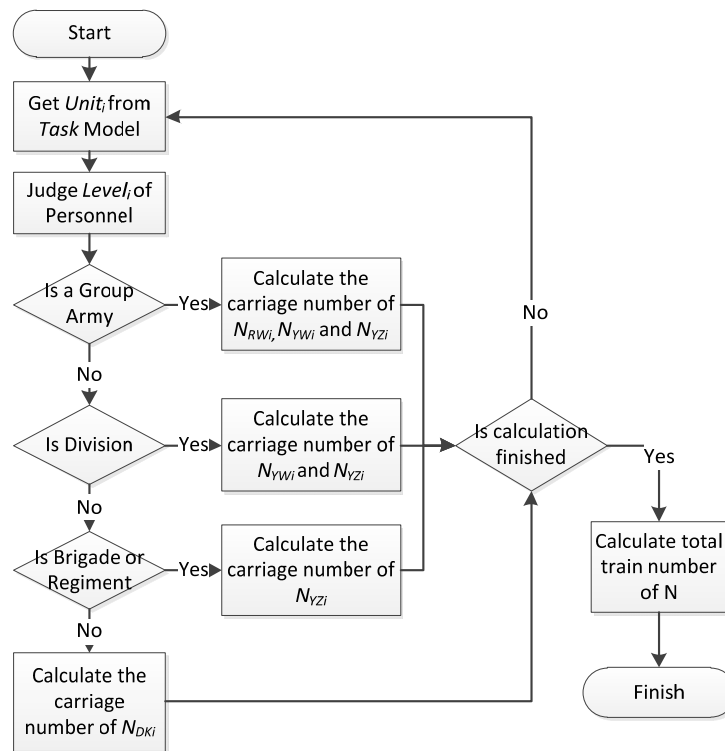 Start
Get Unitᵢ from
Task Model
Judge Levelᵢ of
Personnel
Is a Group
Army
Yes
Calculate the
carriage number of
N_RWi, N_YWi and N_YZi
No
Is Division
Yes
Calculate the
carriage number of
N_YWi and N_YZi
No
Is Brigade or
Regiment
Yes
Calculate the
carriage number of
N_YZi
No
Calculate the
carriage
number of N_DKi
Is calculation
finished
No
Yes
Calculate total
train number
of N
Finish